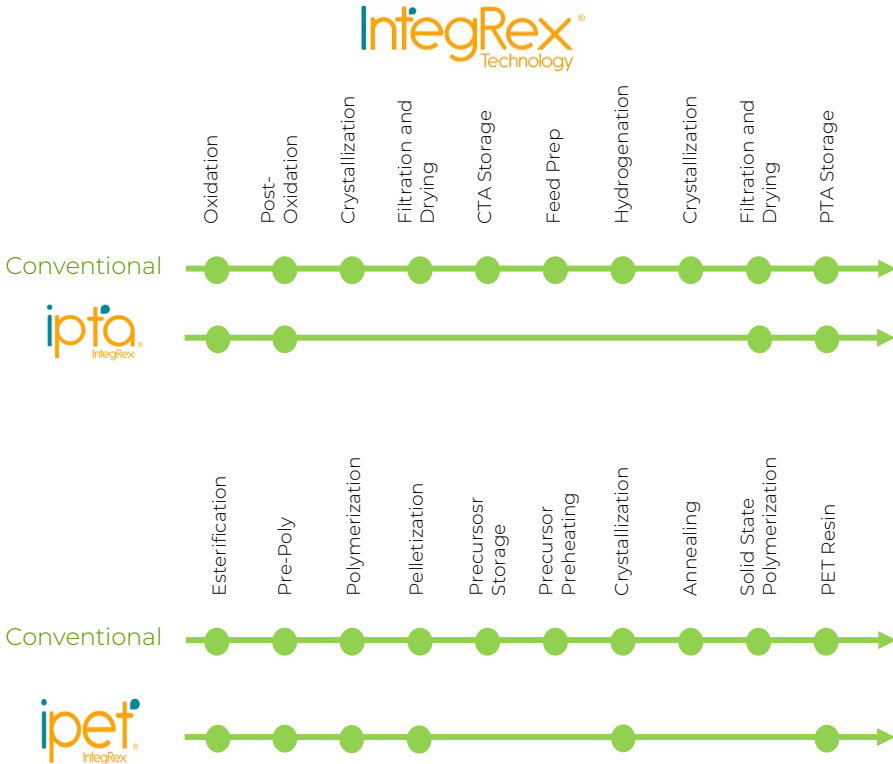 IntegRex®
Technology
Oxidation
Post-
Oxidation
Crystallization
Filtration and
Drying
CTA Storage
Feed Prep
Hydrogenation
Crystallization
Filtration and
Drying
PTA Storage
Conventional
ipta®
IntegRex
Esterification
Pre-Poly
Polymerization
Pelletization
Precursosr
Storage
Precursor
Preheating
Crystallization
Annealing
Solid State
Polymerization
PET Resin
Conventional
ipet®
IntegRex